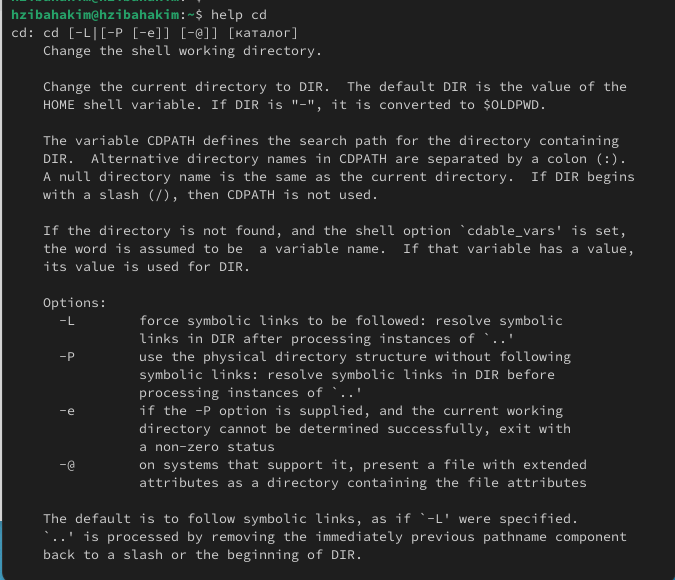 hzibahakim@hzibahakim:~$ help cd
cd: cd [-L|[-P [-e]] [-@]] [каталог]
Change the shell working directory.
Change the current directory to DIR.  The default DIR is the value of the
HOME shell variable. If DIR is "-", it is converted to $OLDPWD.
The variable CDPATH defines the search path for the directory containing
DIR.  Alternative directory names in CDPATH are separated by a colon (:).
A null directory name is the same as the current directory.  If DIR begins
with a slash (/), then CDPATH is not used.
If the directory is not found, and the shell option `cdable_vars' is set,
the word is assumed to be  a variable name.  If that variable has a value,
its value is used for DIR.
Options:
-L        force symbolic links to be followed: resolve symbolic
links in DIR after processing instances of `..'
-P        use the physical directory structure without following
symbolic links: resolve symbolic links in DIR before
processing instances of `..'
-e        if the -P option is supplied, and the current working
directory cannot be determined successfully, exit with
a non-zero status
-@        on systems that support it, present a file with extended
attributes as a directory containing the file attributes
The default is to follow symbolic links, as if `-L' were specified.
`..' is processed by removing the immediately previous pathname component
back to a slash or the beginning of DIR.